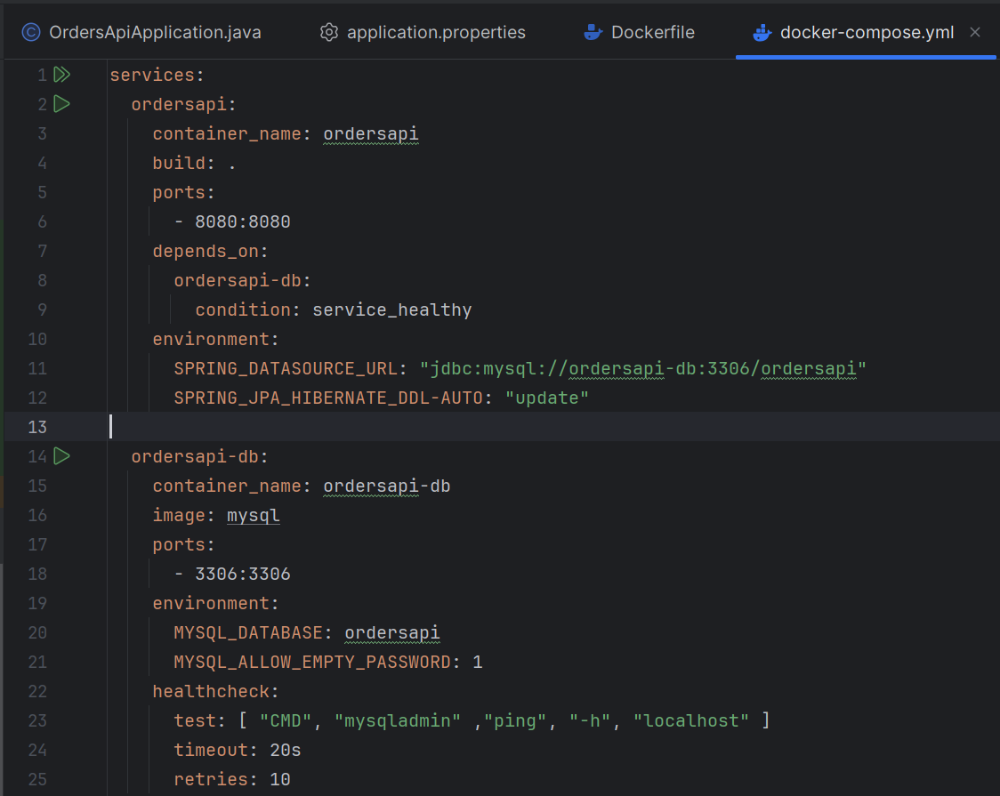 OrdersApiApplication.java application.properties Dockerfile docker-compose.yml
1 services:
2   ordersapi:
3     container_name: ordersapi
4     build: .
5     ports:
6       - 8080:8080
7     depends_on:
8       ordersapi-db:
9         condition: service_healthy
10     environment:
11       SPRING_DATASOURCE_URL: "jdbc:mysql://ordersapi-db:3306/ordersapi"
12       SPRING_JPA_HIBERNATE_DDL-AUTO: "update"
13
14   ordersapi-db:
15     container_name: ordersapi-db
16     image: mysql
17     ports:
18       - 3306:3306
19     environment:
20       MYSQL_DATABASE: ordersapi
21       MYSQL_ALLOW_EMPTY_PASSWORD: 1
22     healthcheck:
23       test: [ "CMD", "mysqladmin" ,"ping", "-h", "localhost" ]
24       timeout: 20s
25       retries: 10